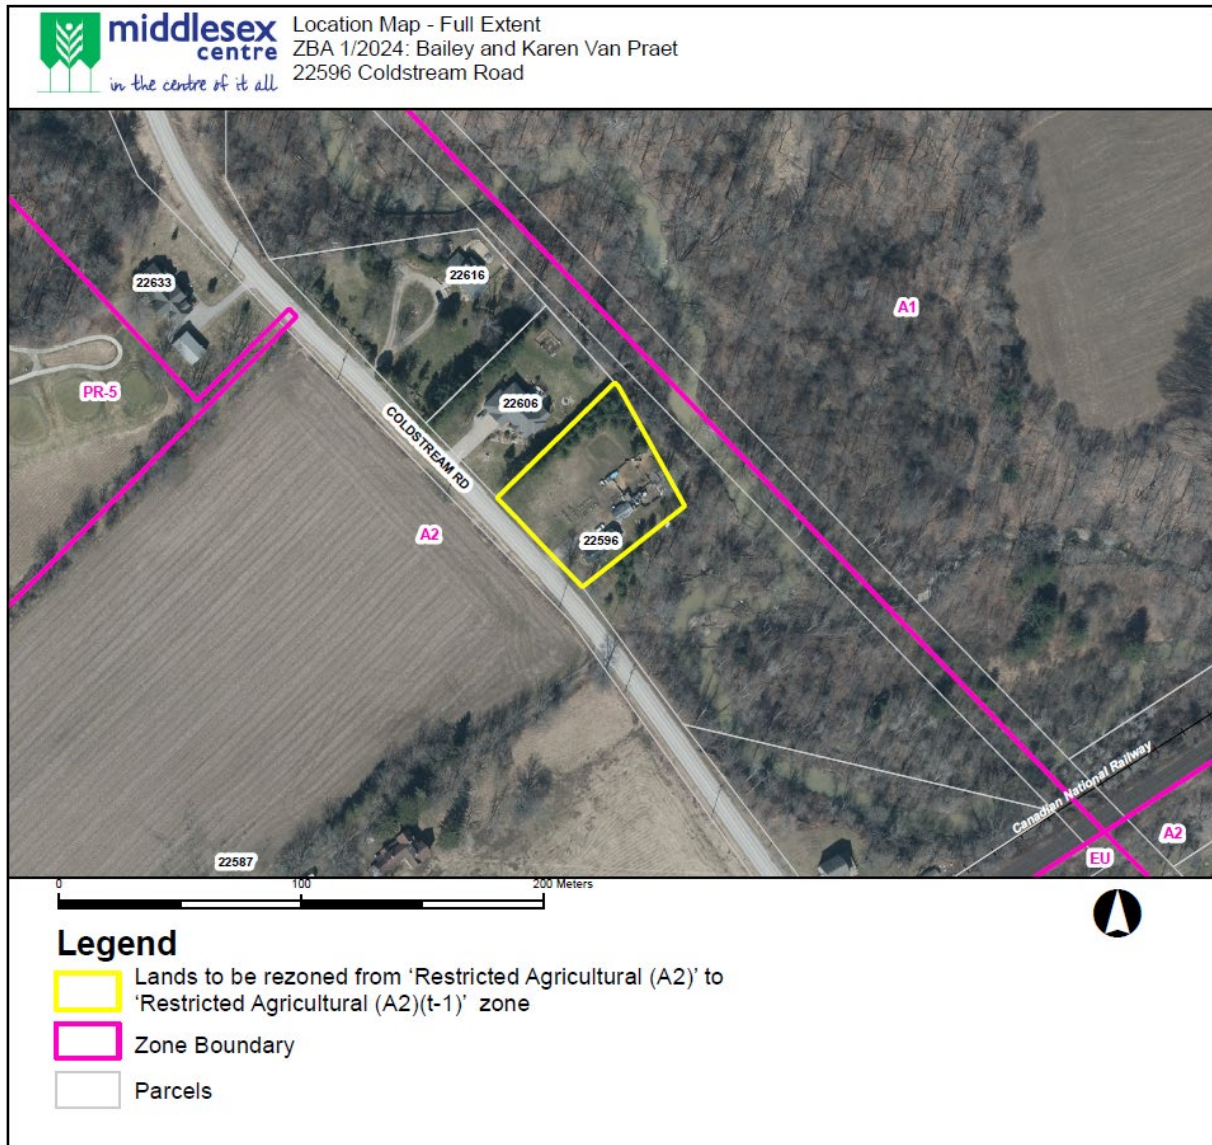 middlesex
centre
in the centre of it all
Location Map - Full Extent
ZBA 1/2024: Bailey and Karen Van Praet
22596 Coldstream Road
22633
22616
A1
PR-5
22606
COLDSTREAM RD
A2
22596
Canadian National Railway
A2
EU
22587
0 100 200 Meters
Legend
Lands to be rezoned from ‘Restricted Agricultural (A2)’ to
‘Restricted Agricultural (A2)(t-1)’ zone
Zone Boundary
Parcels